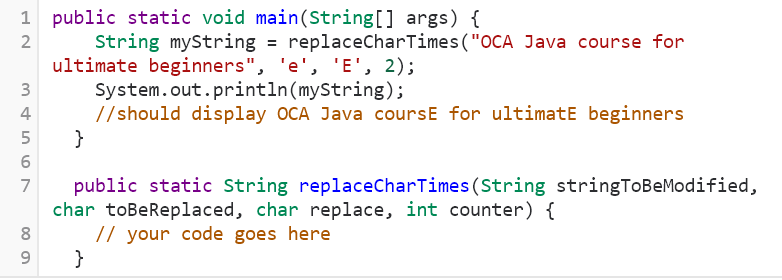 1 public static void main(String[] args) {
2 String myString = replaceCharTimes("OCA Java course for
ultimate beginners", 'e', 'E', 2);
3 System.out.println(myString);
4 //should display OCA Java coursE for ultimatE beginners
5 }
6
7 public static String replaceCharTimes(String stringToBeModified,
char toBeReplaced, char replace, int counter) {
8 // your code goes here
9 }